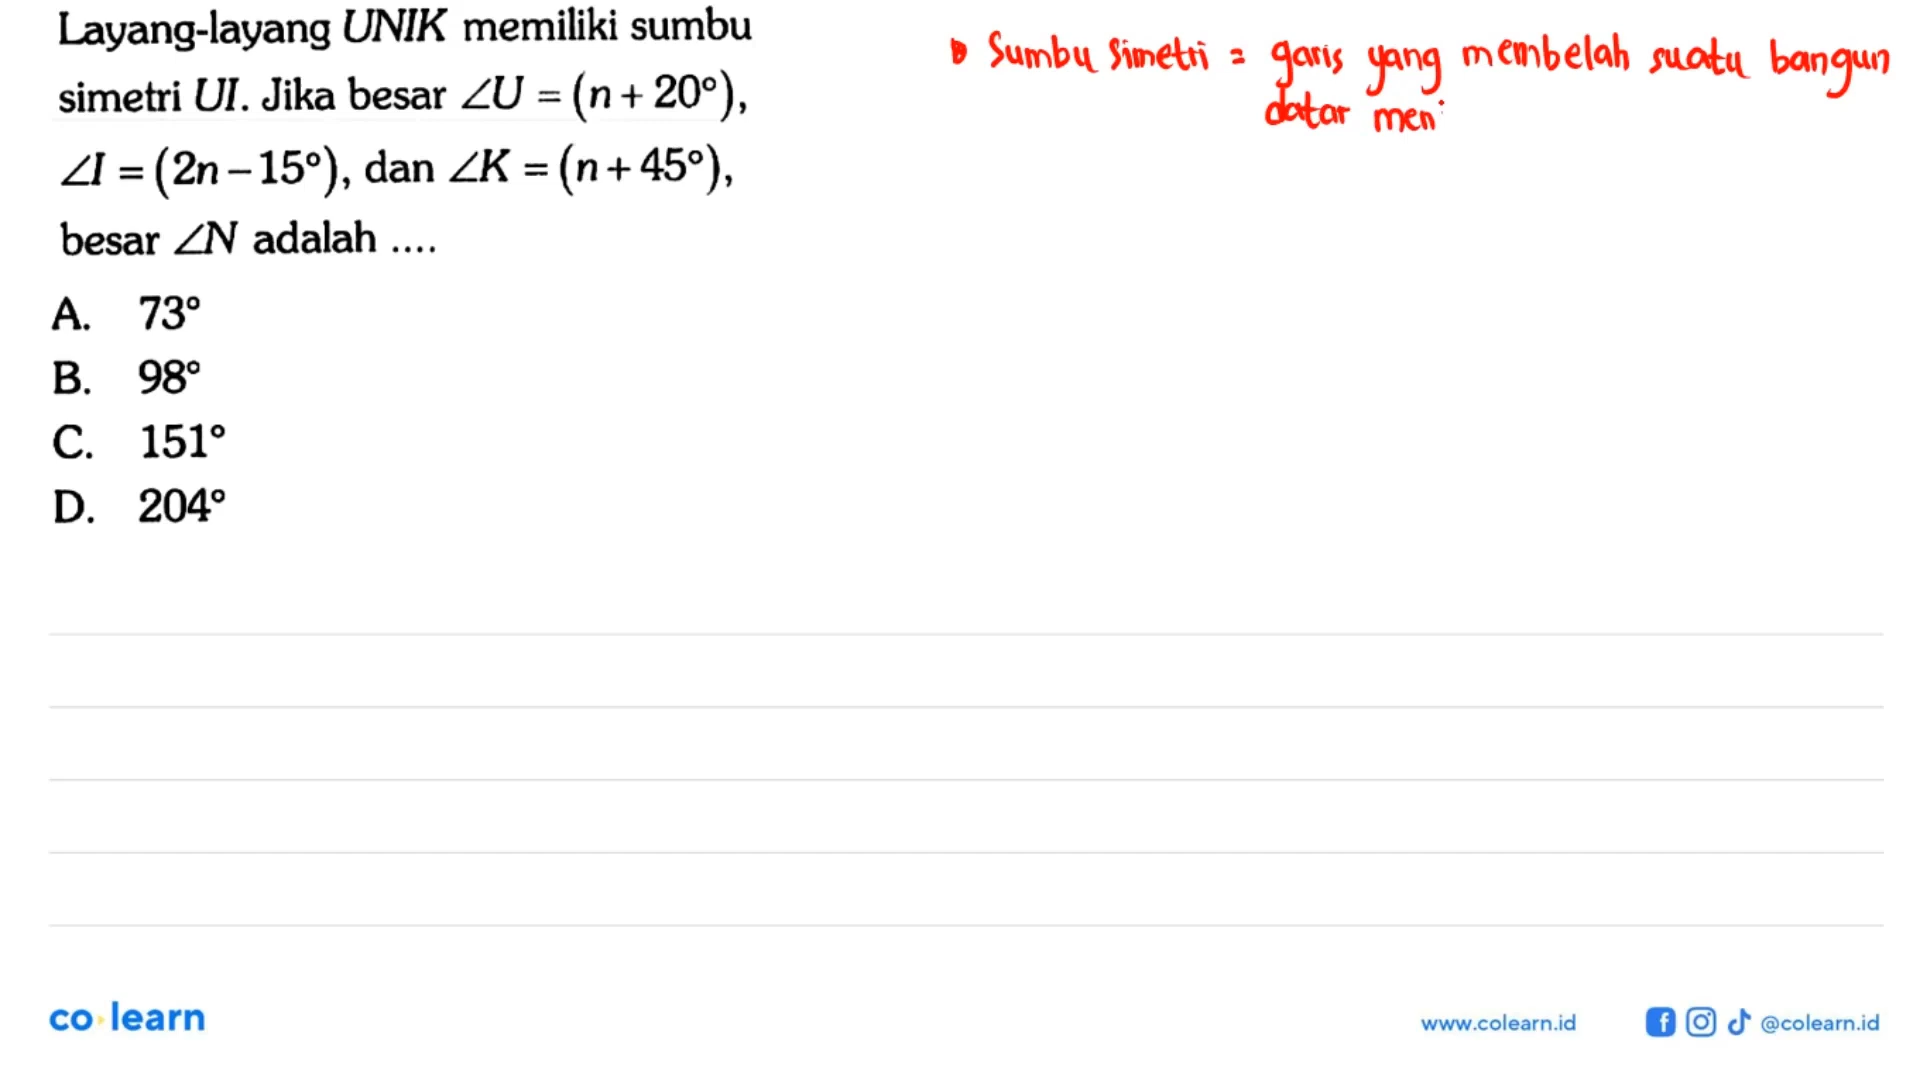 Layang-layang UNIK memiliki sumbu
simetri UI. Jika besar ∠U = (n + 20°),
∠I = (2n – 15°), dan ∠K = (n + 45°),
besar ∠N adalah ....
A. 73°
B. 98°
C. 151°
D. 204°
Sumbu Simetri = garis yang membelah suatu bangun
datar men
co learn
www.colearn.id @colearn.id